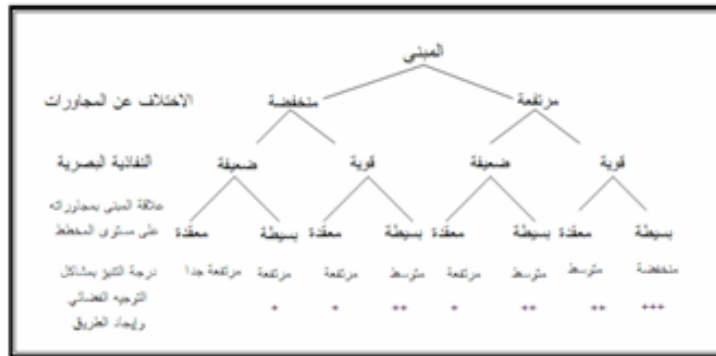 المبنى
الاختلاف عن المجاورات مرتفعة منخفضة
النفاذية البصرية قوية ضعيفة قوية ضعيفة
علاقة المبنى بمجاوراته
على مستوى المخطط بسيطة معقدة بسيطة معقدة بسيطة معقدة بسيطة معقدة
درجة التنبؤ بمشاكل منخفضة متوسط متوسط مرتفعة متوسط مرتفعة مرتفعة مرتفعة جدا
التوجيه الفضائي +++ ++ ++ + ++ + +
وإيجاد الطريق